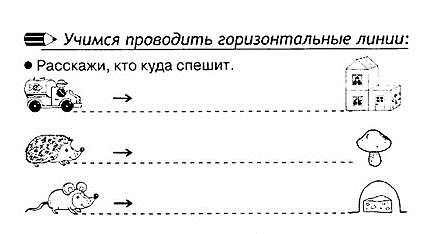 Учимся проводить горизонтальные линии:
● Расскажи, кто куда спешит.